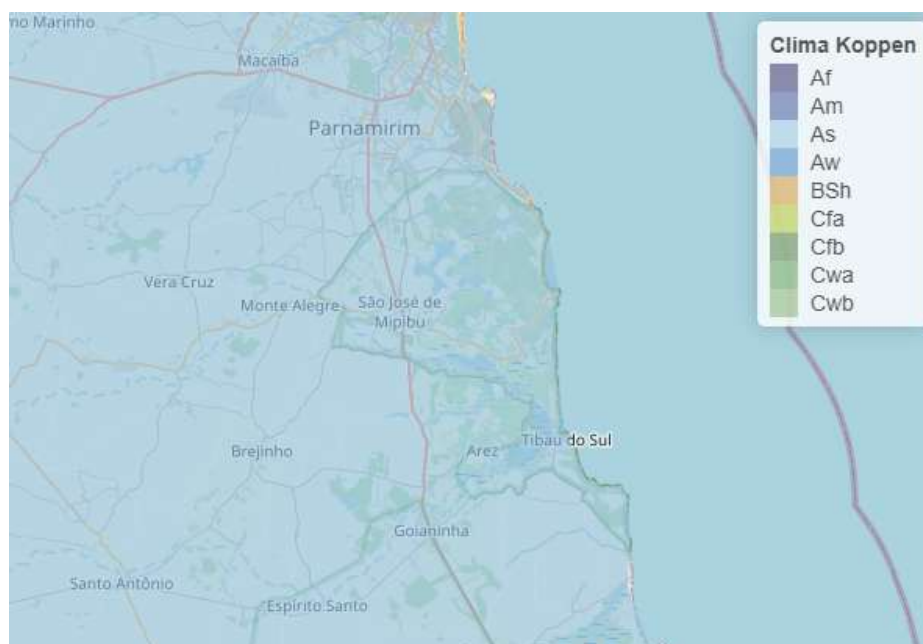 mo Marinho
Macaíba
Parnamirim
Vera Cruz
Monte Alegre
São José de
Mipibu
Brejinho
Arez
Tibau do Sul
Goianinha
Santo Antônio
Espírito Santo
Clima Koppen
Af
Am
As
Aw
BSh
Cfa
Cfb
Cwa
Cwb